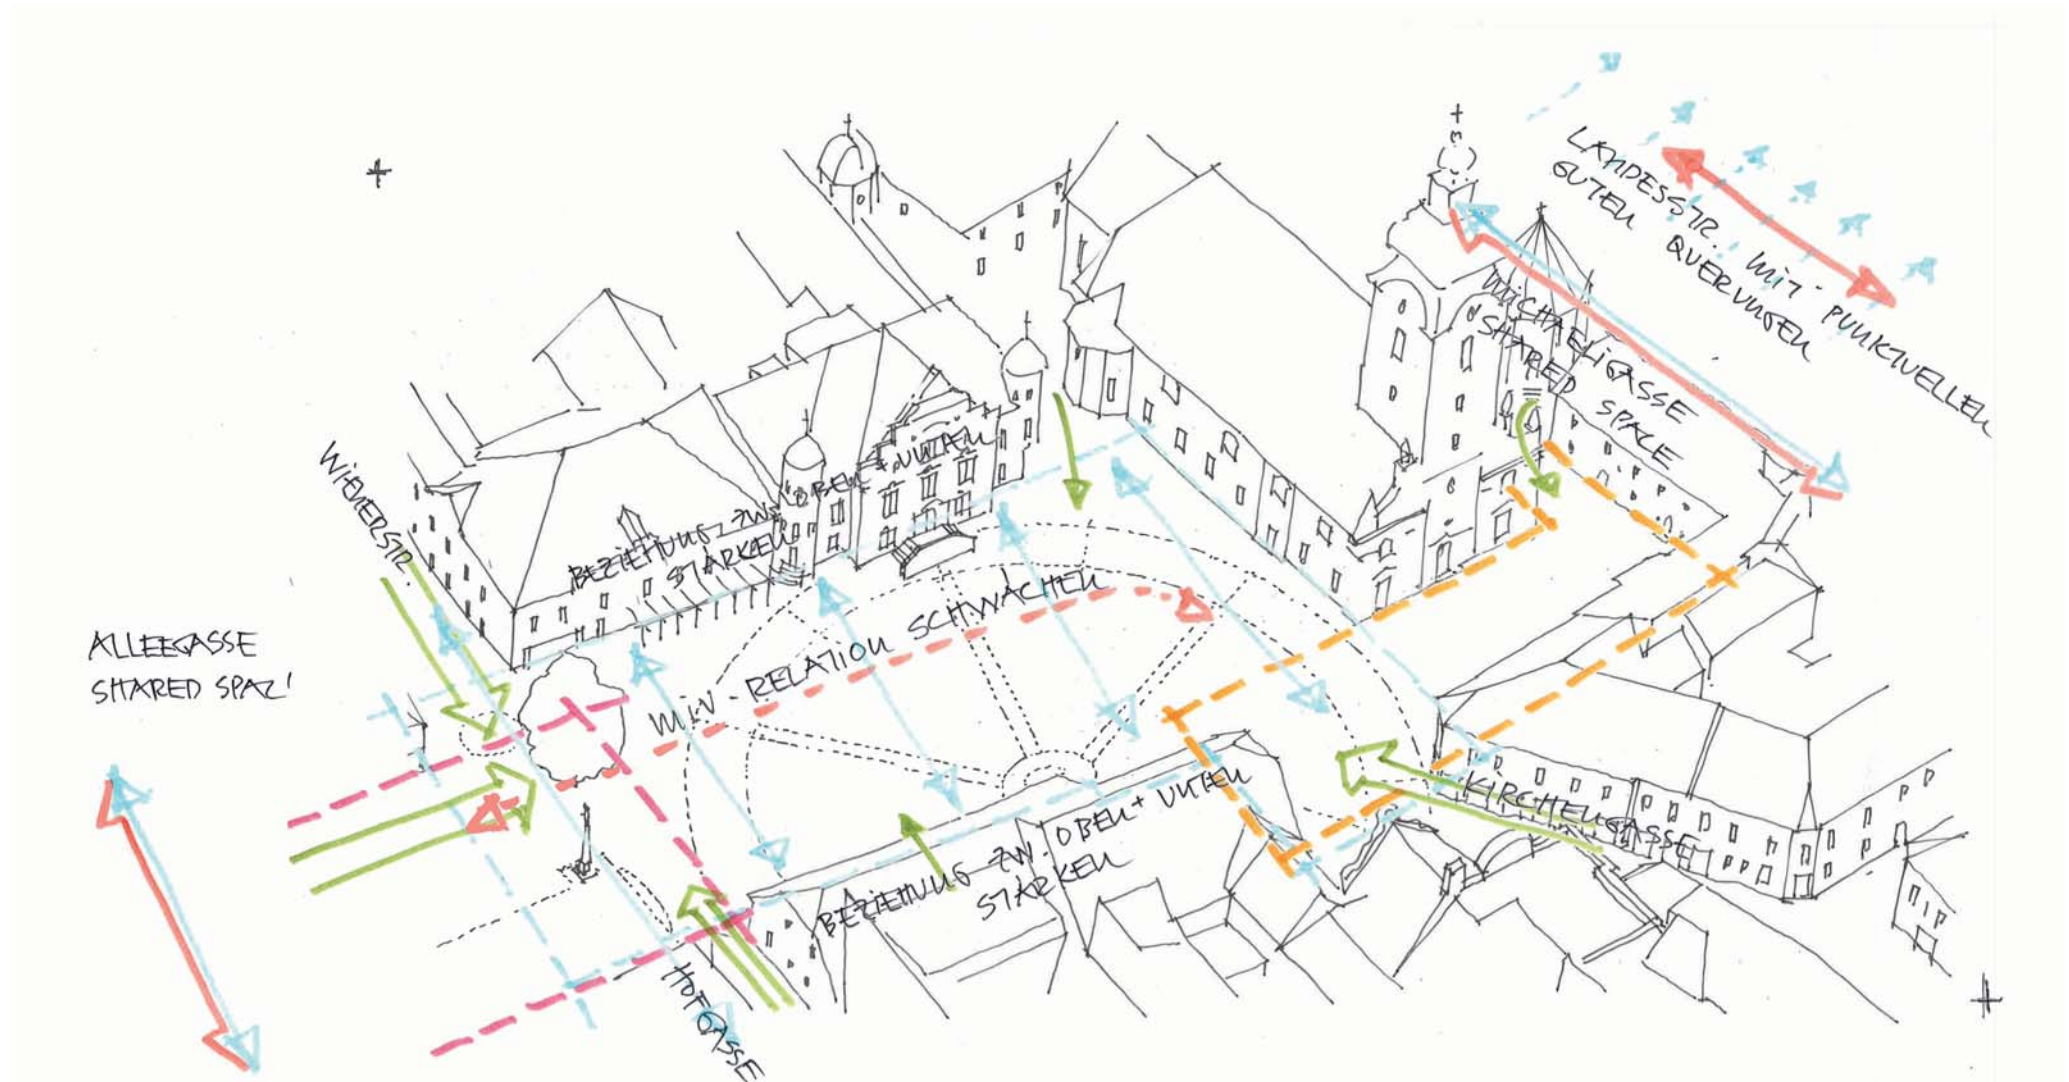 LANDESSTR. MIT PUNKTUELLEN
GUTEN QUERUNGEN
MICHAELIGASSE
SHARED SPACE
WIENERSTR.
BEZIEHUNG ZW. OBEN + UNTEN
STÄRKEN
ALLEEGASSE
SHARED SPAC
MIV-RELATION SCHWÄCHEN
KIRCHENGASSE
BEZIEHUNG ZW. OBEN + UNTEN
STÄRKEN
HOFGASSE